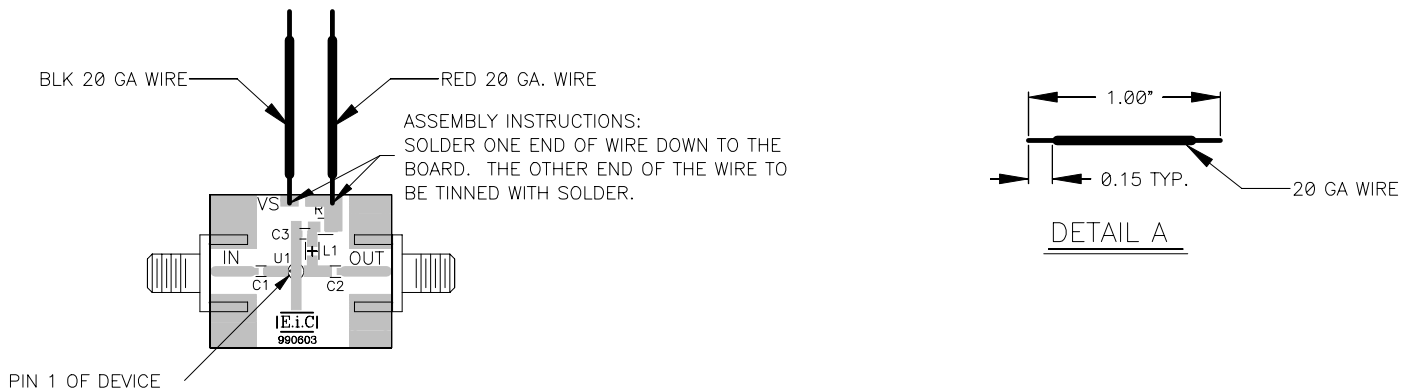 BLK 20 GA WIRE
RED 20 GA. WIRE
ASSEMBLY INSTRUCTIONS:
SOLDER ONE END OF WIRE DOWN TO THE
BOARD. THE OTHER END OF THE WIRE TO
BE TINNED WITH SOLDER.
VS
R
C3
L1
IN
U1
OUT
C1
C2
E.i.C
990603
PIN 1 OF DEVICE
1.00"
0.15 TYP.
20 GA WIRE
DETAIL A